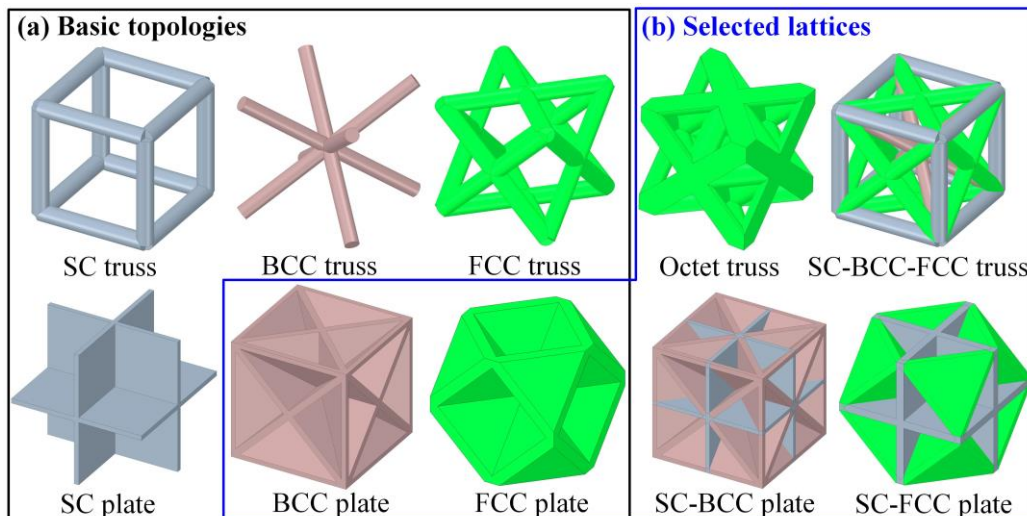 (a) Basic topologies
(b) Selected lattices
SC truss
BCC truss
FCC truss
Octet truss
SC-BCC-FCC truss
SC plate
BCC plate
FCC plate
SC-BCC plate
SC-FCC plate